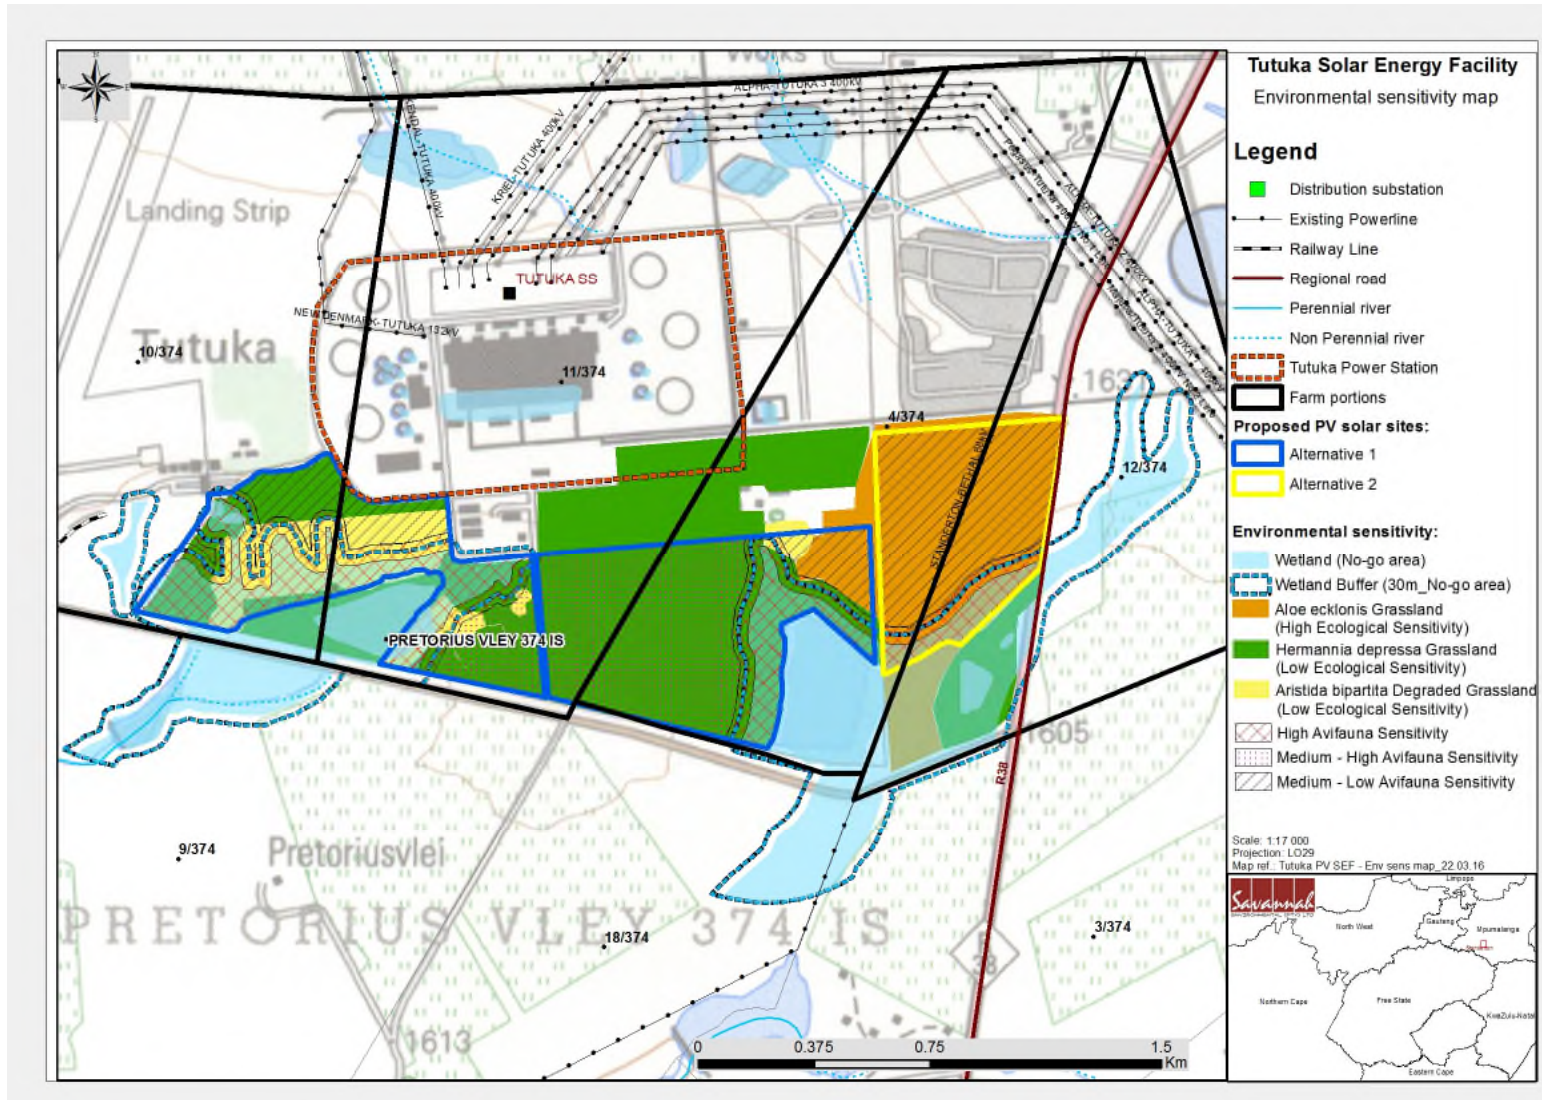 Works
ALPHA-TUTUKA 3 400kV
KENDAL-TUTUKA 400kV
KRIEL-TUTUKA 400kV
Landing Strip
TUTUKA SS
NEW DENMARK-TUTUKA 132kV
Tutuka
10/374
11/374
1631
4/374
12/374
STANDERTON-BETHAL 88kV
PRETORIUS VLEY 374 IS
1605
R38
9/374
Pretoriusvlei
PRETORIUS VLEY 374 IS
18/374
3/374
1613
0 0.375 0.75 1.5
Km
Tutuka Solar Energy Facility
Environmental sensitivity map
Legend
Distribution substation
Existing Powerline
Railway Line
Regional road
Perennial river
Non Perennial river
Tutuka Power Station
Farm portions
Proposed PV solar sites:
Alternative 1
Alternative 2
Environmental sensitivity:
Wetland (No-go area)
Wetland Buffer (30m_No-go area)
Aloe ecklonis Grassland
(High Ecological Sensitivity)
Hermannia depressa Grassland
(Low Ecological Sensitivity)
Aristida bipartita Degraded Grassland
(Low Ecological Sensitivity)
High Avifauna Sensitivity
Medium - High Avifauna Sensitivity
Medium - Low Avifauna Sensitivity
Scale: 1:17 000
Projection: LO29
Map ref.: Tutuka PV SEF - Env sens map_22.03.16
Savannah
Limpopo
North West
Gauteng
Mpumalanga
Northern Cape
Free State
KwaZulu-Natal
Eastern Cape